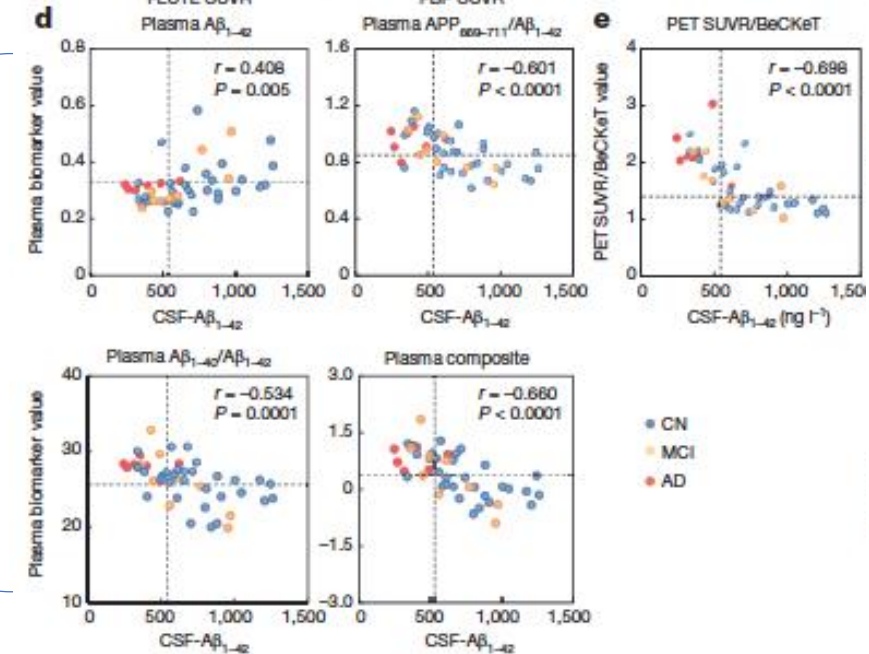 d
Plasma Aβ1–42
Plasma biomarker value
0.8
0.6
0.4
0.2
0
r = 0.408
P = 0.005
0 500 1,000 1,500
CSF-Aβ1–42
Plasma APP669–711/Aβ1–42
1.6
1.2
0.8
0.4
0
r = –0.601
P < 0.0001
0 500 1,000 1,500
CSF-Aβ1–42
e
PET SUVR/BeCKeT
PET SUVR/BeCKeT value
4
3
2
1
0
r = –0.698
P < 0.0001
0 500 1,000 1,500
CSF-Aβ1–42 (ng l–1)
Plasma Aβ1–40/Aβ1–42
Plasma biomarker value
40
30
20
10
r = –0.534
P = 0.0001
0 500 1,000 1,500
CSF-Aβ1–42
Plasma composite
3.0
1.5
0
–1.5
–3.0
r = –0.660
P < 0.0001
0 500 1,000 1,500
CSF-Aβ1–42
CN
MCI
AD